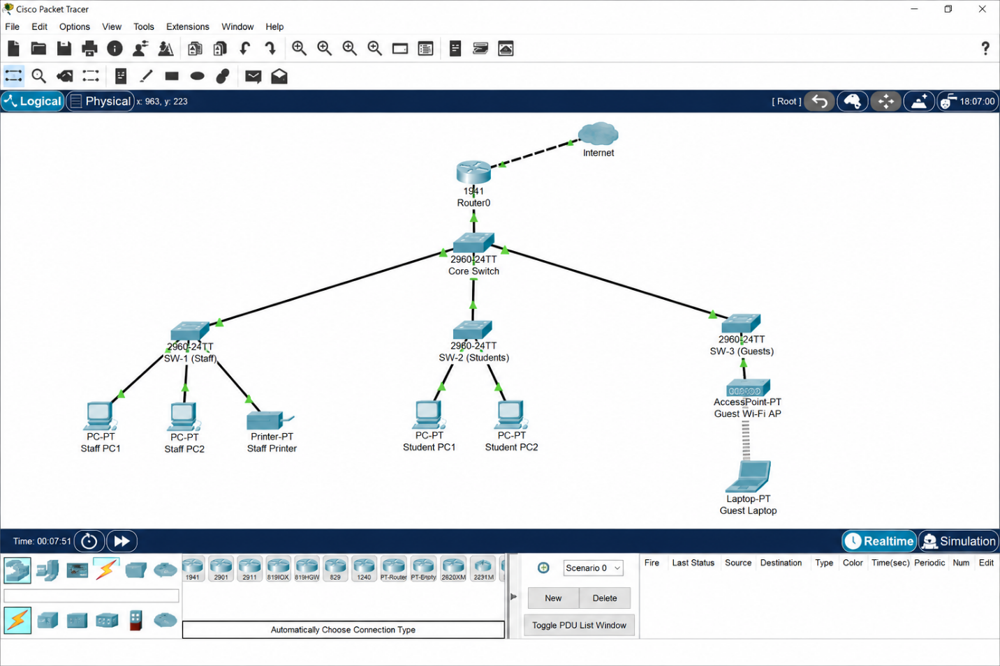 Cisco Packet Tracer
File Edit Options View Tools Extensions Window Help
?
Logical Physical x: 963, y: 223 [ Root ] 18:07:00
Internet
1941
Router0
2960-24TT
Core Switch
2960-24TT
SW-1 (Staff)
2960-24TT
SW-2 (Students)
2960-24TT
SW-3 (Guests)
AccessPoint-PT
Guest Wi-Fi AP
PC-PT
Staff PC1
PC-PT
Staff PC2
Printer-PT
Staff Printer
PC-PT
Student PC1
PC-PT
Student PC2
Laptop-PT
Guest Laptop
Time: 00:07:51 Realtime Simulation
1941 2901 2911 819IOX 819HGW 829 1240 PT-Router PT-Empty 2620XM
Scenario 0
New Delete
Toggle PDU List Window
Fire Last Status Source Destination Type Color Time(sec) Periodic Num Edit
Automatically Choose Connection Type